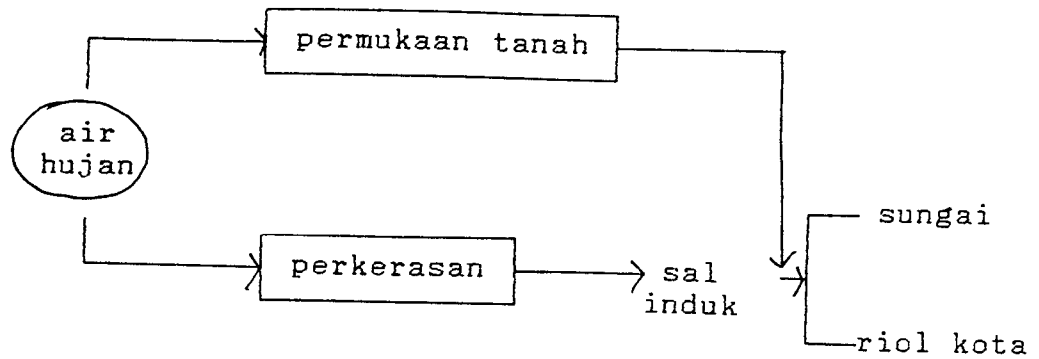 permukaan tanah
air
hujan
sungai
perkerasan
sal
induk
riol kota